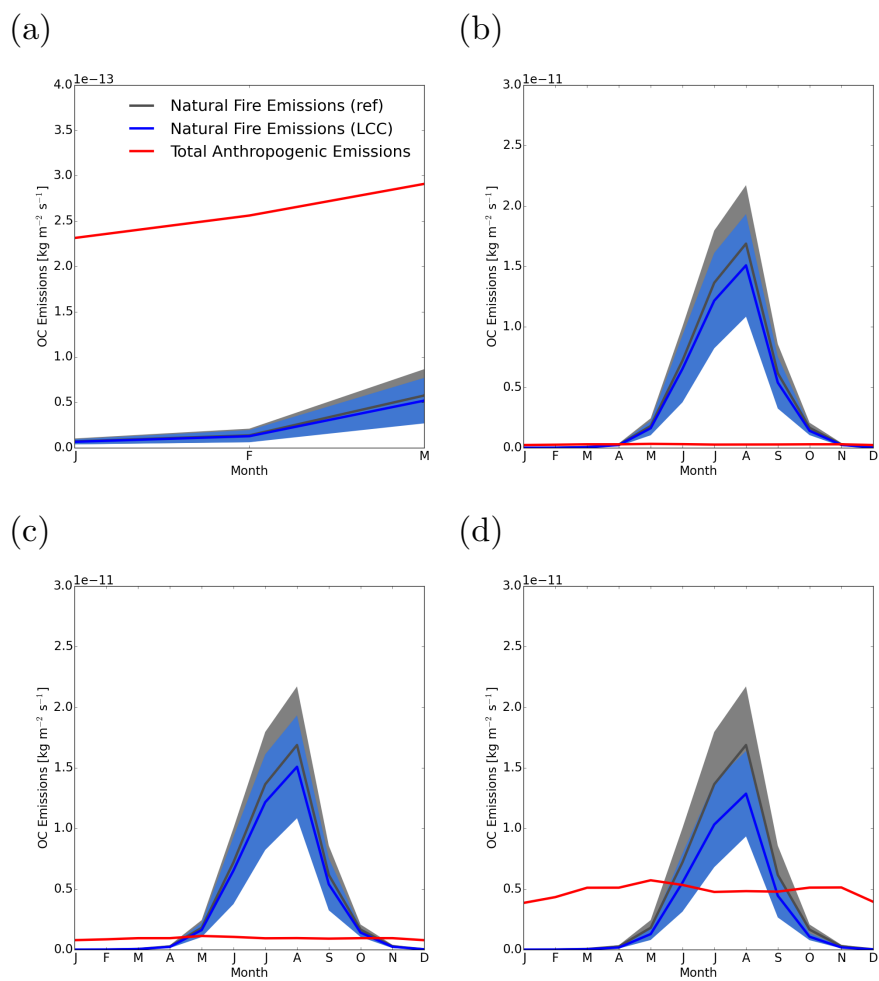 (a)
1e−13
4.0
3.5
3.0
2.5
2.0
1.5
1.0
0.5
0.0
OC Emissions [kg m⁻² s⁻¹]
Natural Fire Emissions (ref)
Natural Fire Emissions (LCC)
Total Anthropogenic Emissions
J F M
Month
(b)
1e−11
3.0
2.5
2.0
1.5
1.0
0.5
0.0
OC Emissions [kg m⁻² s⁻¹]
J F M A M J J A S O N D
Month
(c)
1e−11
3.0
2.5
2.0
1.5
1.0
0.5
0.0
OC Emissions [kg m⁻² s⁻¹]
J F M A M J J A S O N D
Month
(d)
1e−11
3.0
2.5
2.0
1.5
1.0
0.5
0.0
OC Emissions [kg m⁻² s⁻¹]
J F M A M J J A S O N D
Month